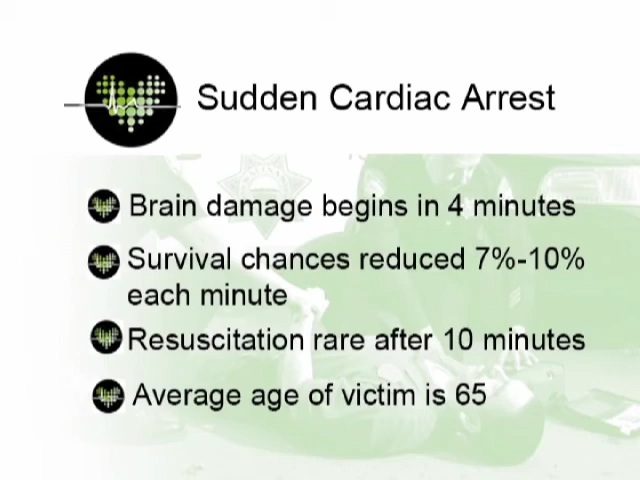 Sudden Cardiac Arrest
Brain damage begins in 4 minutes
Survival chances reduced 7%-10%
each minute
Resuscitation rare after 10 minutes
Average age of victim is 65